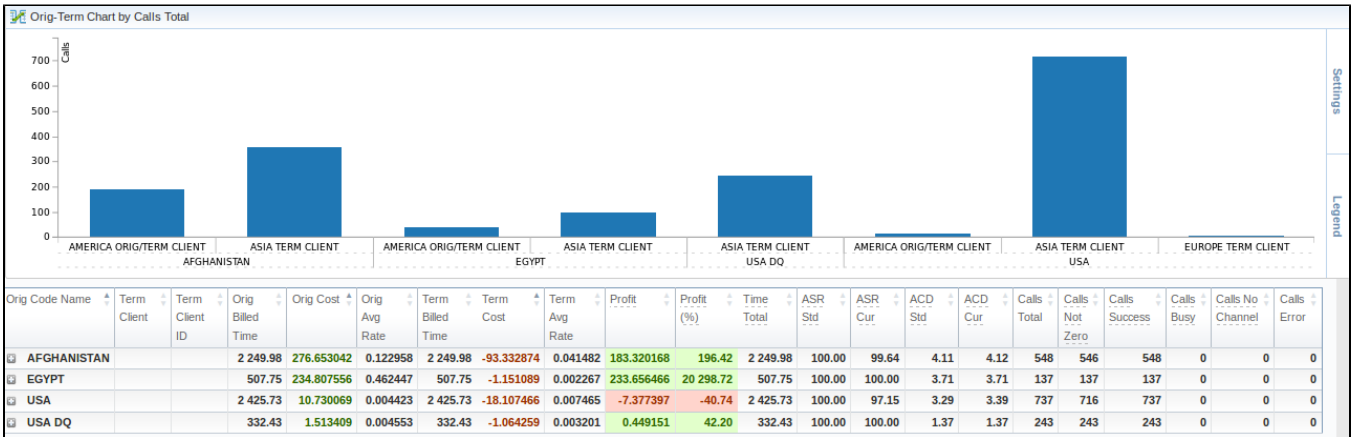 Orig-Term Chart by Calls Total
Calls
700
600
500
400
300
200
100
0
AMERICA ORIG/TERM CLIENT ASIA TERM CLIENT AMERICA ORIG/TERM CLIENT ASIA TERM CLIENT ASIA TERM CLIENT AMERICA ORIG/TERM CLIENT ASIA TERM CLIENT EUROPE TERM CLIENT
AFGHANISTAN EGYPT USA DQ USA
Settings
Legend
Orig Code Name Term Client Term Client ID Orig Billed Time Orig Cost Orig Avg Rate Term Billed Time Term Cost Term Avg Rate Profit Profit (%) Time Total ASR Std ASR Cur ACD Std ACD Cur Calls Total Calls Not Zero Calls Success Calls Busy Calls No Channel Calls Error
AFGHANISTAN 2 249.98 276.653042 0.122958 2 249.98 -93.332874 0.041482 183.320168 196.42 2 249.98 100.00 99.64 4.11 4.12 548 546 548 0 0 0
EGYPT 507.75 234.807556 0.462447 507.75 -1.151089 0.002267 233.656466 20 298.72 507.75 100.00 100.00 3.71 3.71 137 137 137 0 0 0
USA 2 425.73 10.730069 0.004423 2 425.73 -18.107466 0.007465 -7.377397 -40.74 2 425.73 100.00 97.15 3.29 3.39 737 716 737 0 0 0
USA DQ 332.43 1.513409 0.004553 332.43 -1.064259 0.003201 0.449151 42.20 332.43 100.00 100.00 1.37 1.37 243 243 243 0 0 0